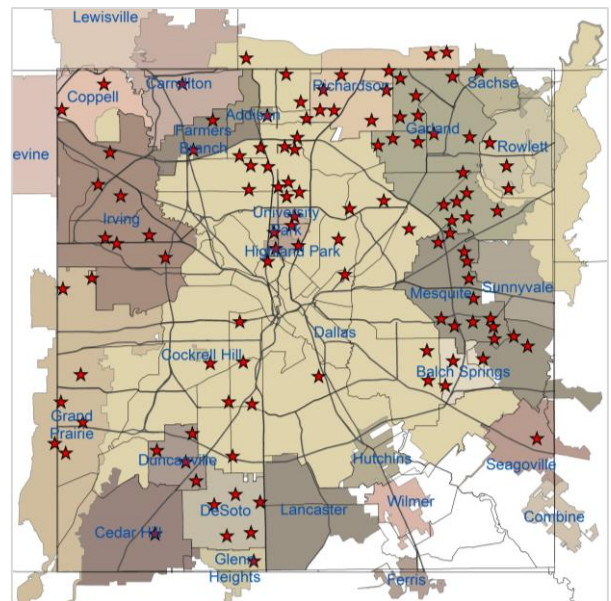 Lewisville
Coppell
Carrollton
Richardson
Sachse
Addison
evine
Farmers
Branch
Garland
Rowlett
Irving
University
Park
Highland Park
Mesquite
Sunnyvale
Dallas
Cockrell Hill
Balch Springs
Grand
Prairie
Duncanville
Hutchins
Seagoville
DeSoto
Lancaster
Wilmer
Combine
Cedar Hill
Glenn
Heights
Ferris